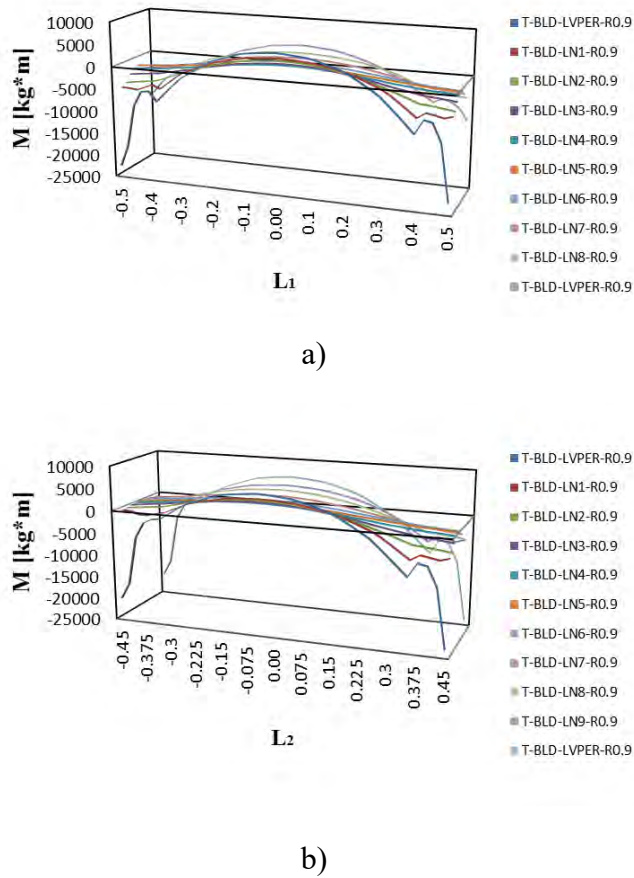 10000
5000
0
-5000
-10000
-15000
-20000
-25000
M [kg*m]
-0.5
-0.4
-0.3
-0.1
0.00
0.1
0.2
0.3
0.4
0.5
L1
T-BLD-LVPER-R0.9
T-BLD-LN1-R0.9
T-BLD-LN2-R0.9
T-BLD-LN3-R0.9
T-BLD-LN4-R0.9
T-BLD-LN5-R0.9
T-BLD-LN6-R0.9
T-BLD-LN7-R0.9
T-BLD-LN8-R0.9
T-BLD-LVPER-R0.9
a)
10000
5000
0
-5000
-10000
-15000
-20000
-25000
M [kg*m]
-0.45
-0.375
-0.3
-0.225
-0.15
-0.075
0.00
0.075
0.15
0.225
0.3
0.375
0.45
L2
T-BLD-LVPER-R0.9
T-BLD-LN1-R0.9
T-BLD-LN2-R0.9
T-BLD-LN3-R0.9
T-BLD-LN4-R0.9
T-BLD-LN5-R0.9
T-BLD-LN6-R0.9
T-BLD-LN7-R0.9
T-BLD-LN8-R0.9
T-BLD-LN9-R0.9
T-BLD-LVPER-R0.9
b)